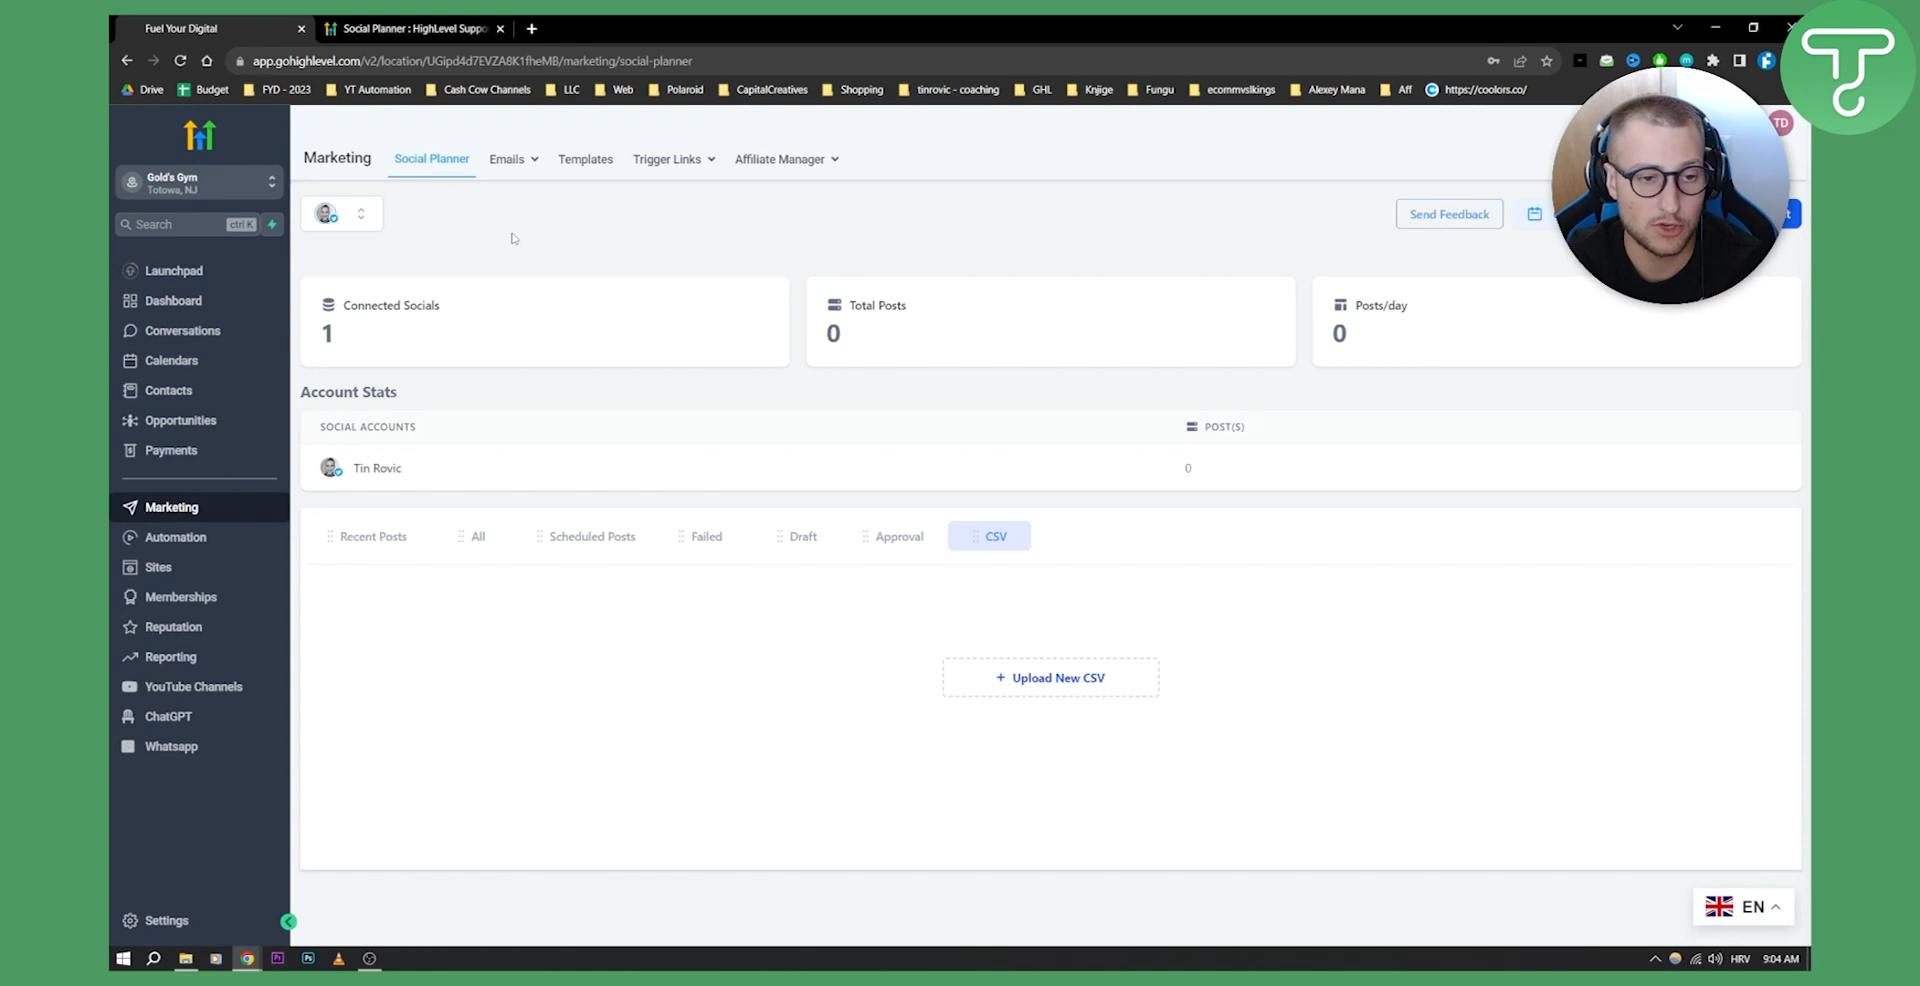 Fuel Your Digital
Social Planner : HighLevel Suppo
app.gohighlevel.com/v2/location/UGipd4d7EVZA8K1fheMB/marketing/social-planner
Drive Budget FYD - 2023 YT Automation Cash Cow Channels LLC Web Polaroid CapitalCreatives Shopping tinrovic - coaching GHL Knjige Fungu ecommvslkings Alexey Mana Aff https://coolors.co/
TD
Gold's Gym
Totowa, NJ
Search ctrl K
Launchpad
Dashboard
Conversations
Calendars
Contacts
Opportunities
Payments
Marketing
Automation
Sites
Memberships
Reputation
Reporting
YouTube Channels
ChatGPT
Whatsapp
Settings
Marketing Social Planner Emails Templates Trigger Links Affiliate Manager
Send Feedback
Connected Socials
1
Total Posts
0
Posts/day
0
Account Stats
SOCIAL ACCOUNTS POST(S)
Tin Rovic 0
Recent Posts All Scheduled Posts Failed Draft Approval CSV
+ Upload New CSV
EN
HRV 9:04 AM